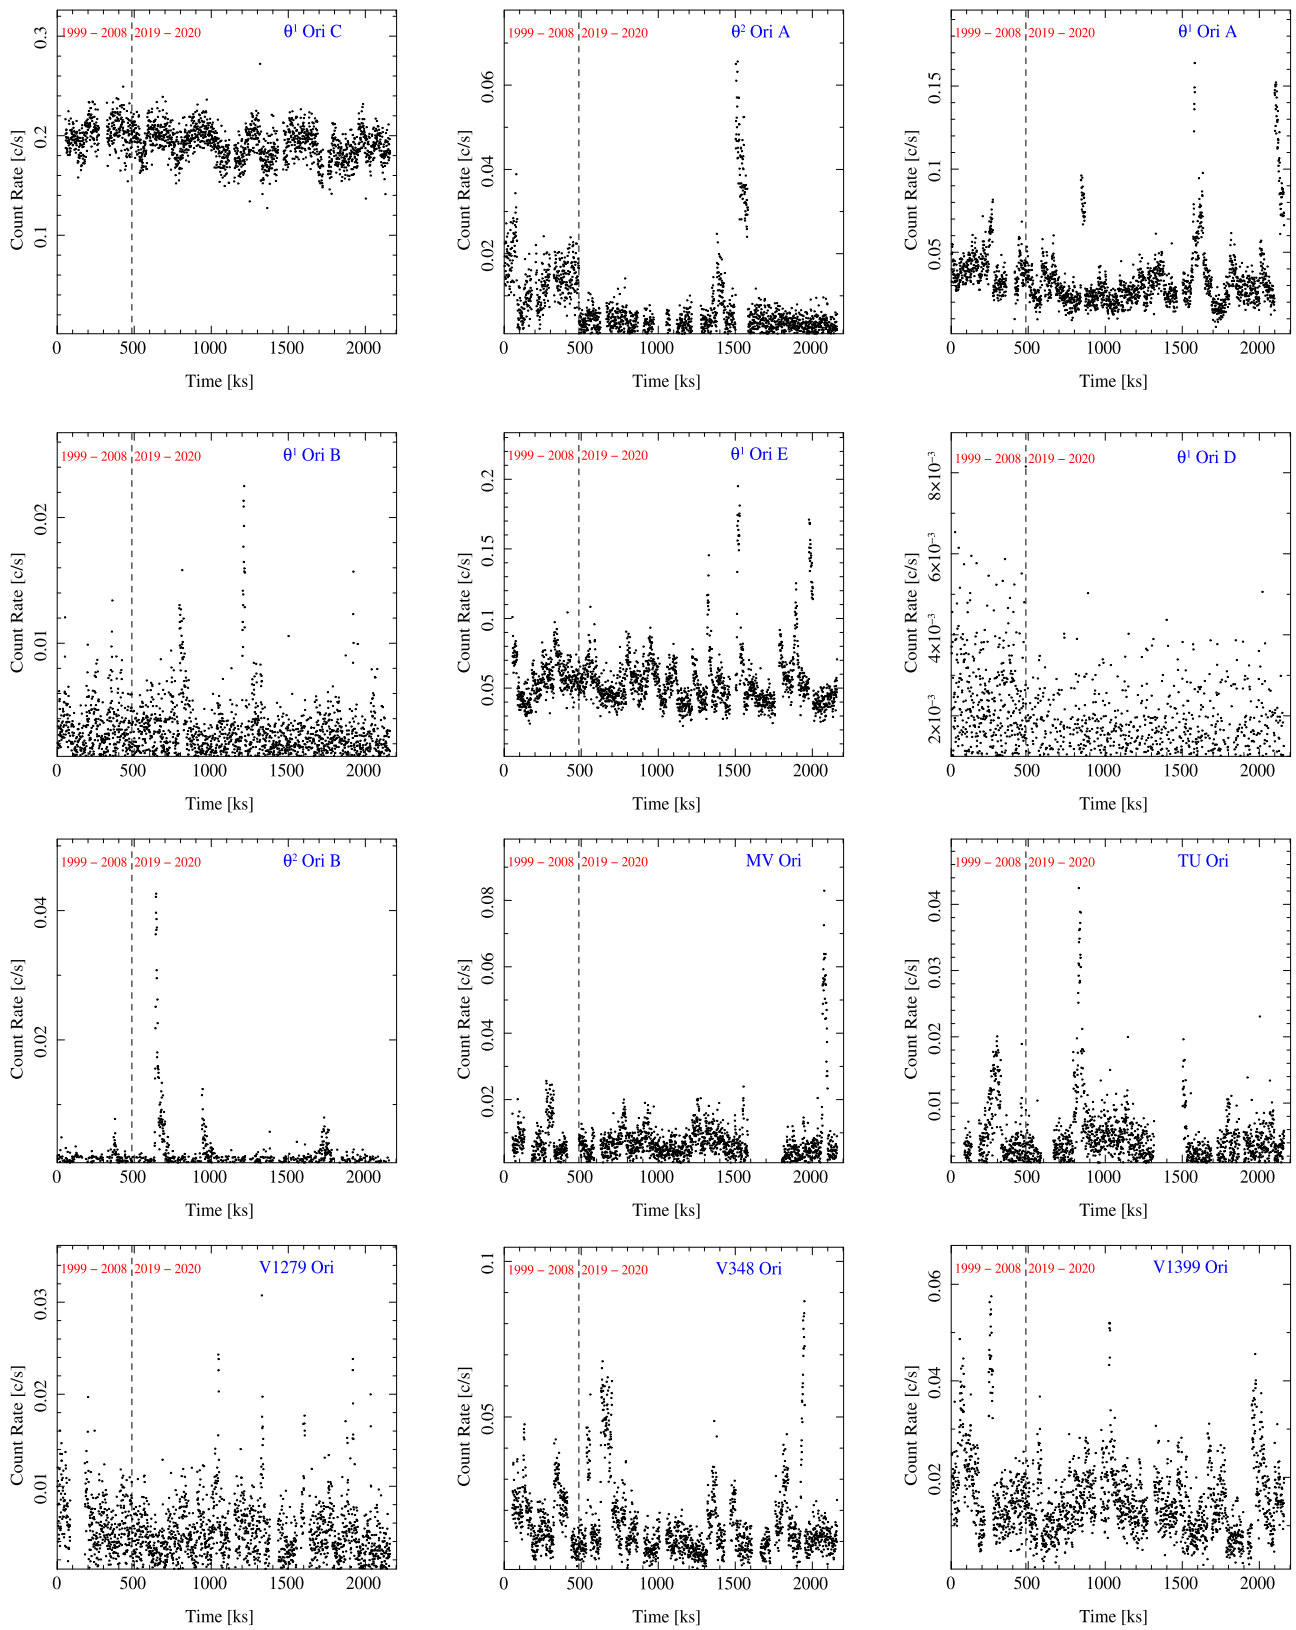 θ¹ Ori C
1999 – 2008 2019 – 2020
Count Rate [c/s]
0.3
0.2
0.1
0 500 1000 1500 2000
Time [ks]
θ² Ori A
1999 – 2008 2019 – 2020
Count Rate [c/s]
0.06
0.04
0.02
0 500 1000 1500 2000
Time [ks]
θ¹ Ori A
1999 – 2008 2019 – 2020
Count Rate [c/s]
0.15
0.1
0.05
0 500 1000 1500 2000
Time [ks]
θ¹ Ori B
1999 – 2008 2019 – 2020
Count Rate [c/s]
0.02
0.01
0 500 1000 1500 2000
Time [ks]
θ¹ Ori E
1999 – 2008 2019 – 2020
Count Rate [c/s]
0.2
0.15
0.1
0.05
0 500 1000 1500 2000
Time [ks]
θ¹ Ori D
1999 – 2008 2019 – 2020
Count Rate [c/s]
8×10⁻³
6×10⁻³
4×10⁻³
2×10⁻³
0 500 1000 1500 2000
Time [ks]
θ² Ori B
1999 – 2008 2019 – 2020
Count Rate [c/s]
0.04
0.02
0 500 1000 1500 2000
Time [ks]
MV Ori
1999 – 2008 2019 – 2020
Count Rate [c/s]
0.08
0.06
0.04
0.02
0 500 1000 1500 2000
Time [ks]
TU Ori
1999 – 2008 2019 – 2020
Count Rate [c/s]
0.04
0.03
0.02
0.01
0 500 1000 1500 2000
Time [ks]
V1279 Ori
1999 – 2008 2019 – 2020
Count Rate [c/s]
0.03
0.02
0.01
0 500 1000 1500 2000
Time [ks]
V348 Ori
1999 – 2008 2019 – 2020
Count Rate [c/s]
0.1
0.05
0 500 1000 1500 2000
Time [ks]
V1399 Ori
1999 – 2008 2019 – 2020
Count Rate [c/s]
0.06
0.04
0.02
0 500 1000 1500 2000
Time [ks]